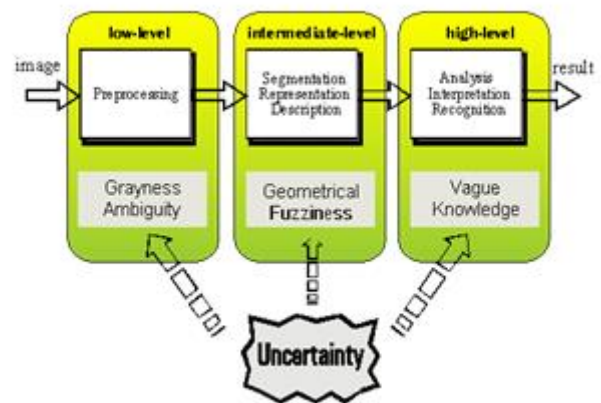 low-level
intermediate-level
high-level
image
result
Preprocessing
Segmentation
Representation
Description
Analysis
Interpretation
Recognition
Grayness
Ambiguity
Geometrical
Fuzziness
Vague
Knowledge
Uncertainty